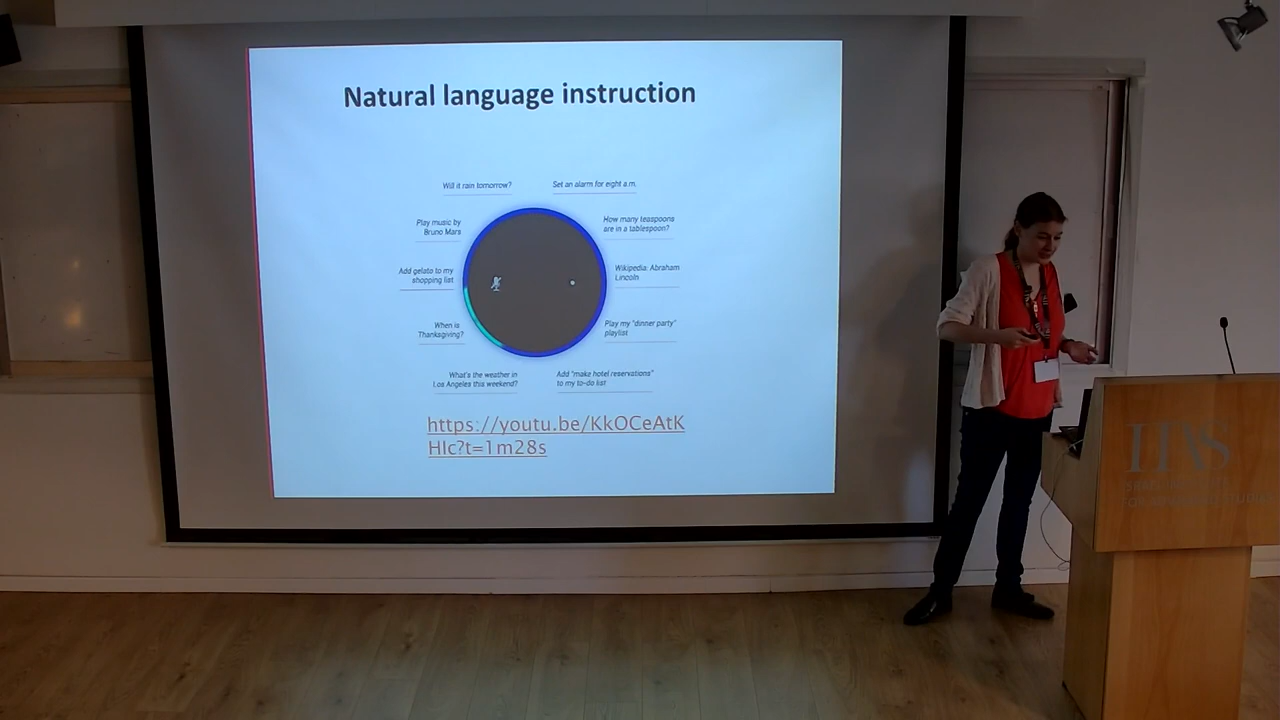 Natural language instruction
Will it rain tomorrow?
Set an alarm for eight a.m.
Play music by
Bruno Mars
How many teaspoons
are in a tablespoon?
Add gelato to my
shopping list
Wikipedia: Abraham
Lincoln
When is
Thanksgiving?
Play my "dinner party"
playlist
What's the weather in
Los Angeles this weekend?
Add "make hotel reservations"
to my to-do list
https://youtu.be/KkOCeAtK
HIc?t=1m28s
IIAS